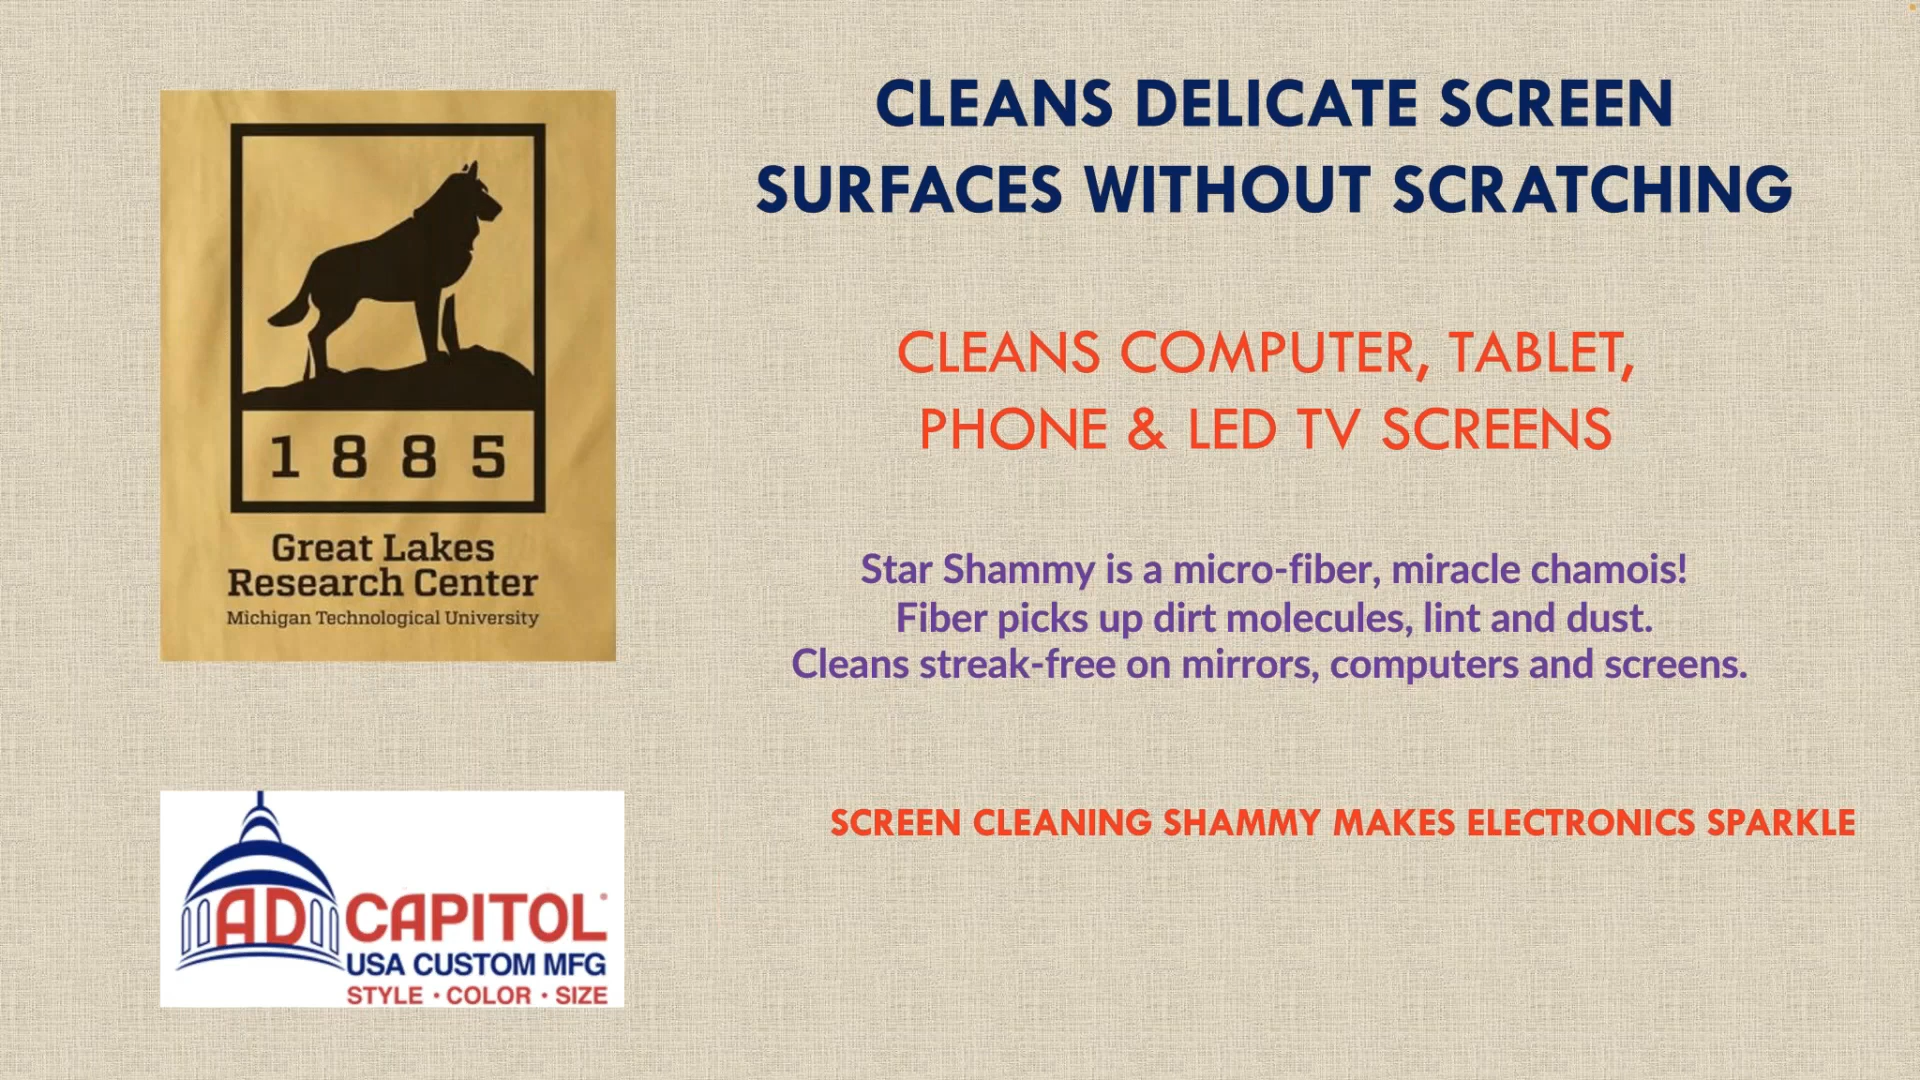 CLEANS DELICATE SCREEN
SURFACES WITHOUT SCRATCHING
CLEANS COMPUTER, TABLET,
PHONE & LED TV SCREENS
Star Shammy is a micro-fiber, miracle chamois!
Fiber picks up dirt molecules, lint and dust.
Cleans streak-free on mirrors, computers and screens.
SCREEN CLEANING SHAMMY MAKES ELECTRONICS SPARKLE
1885
Great Lakes
Research Center
Michigan Technological University
AD CAPITOL
USA CUSTOM MFG
STYLE · COLOR · SIZE